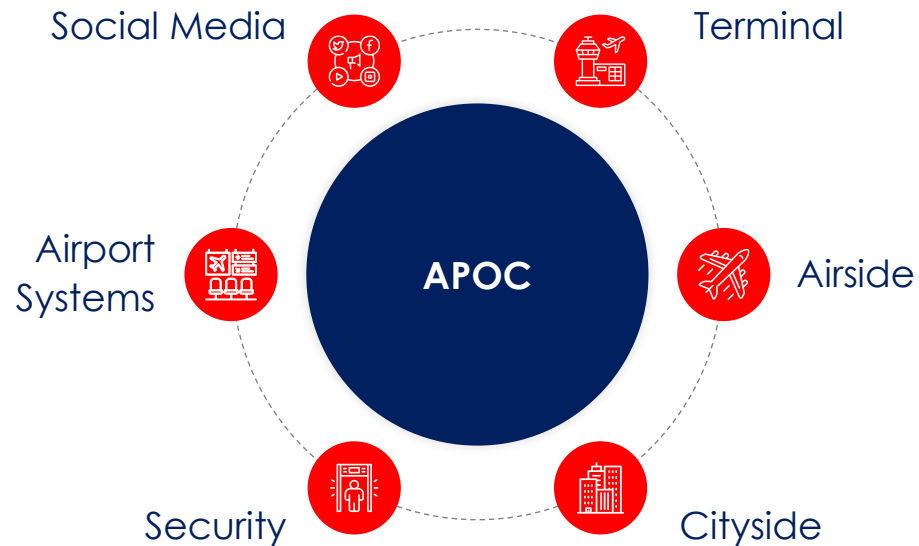 Social Media
Terminal
Airport
Systems
APOC
Airside
Security
Cityside